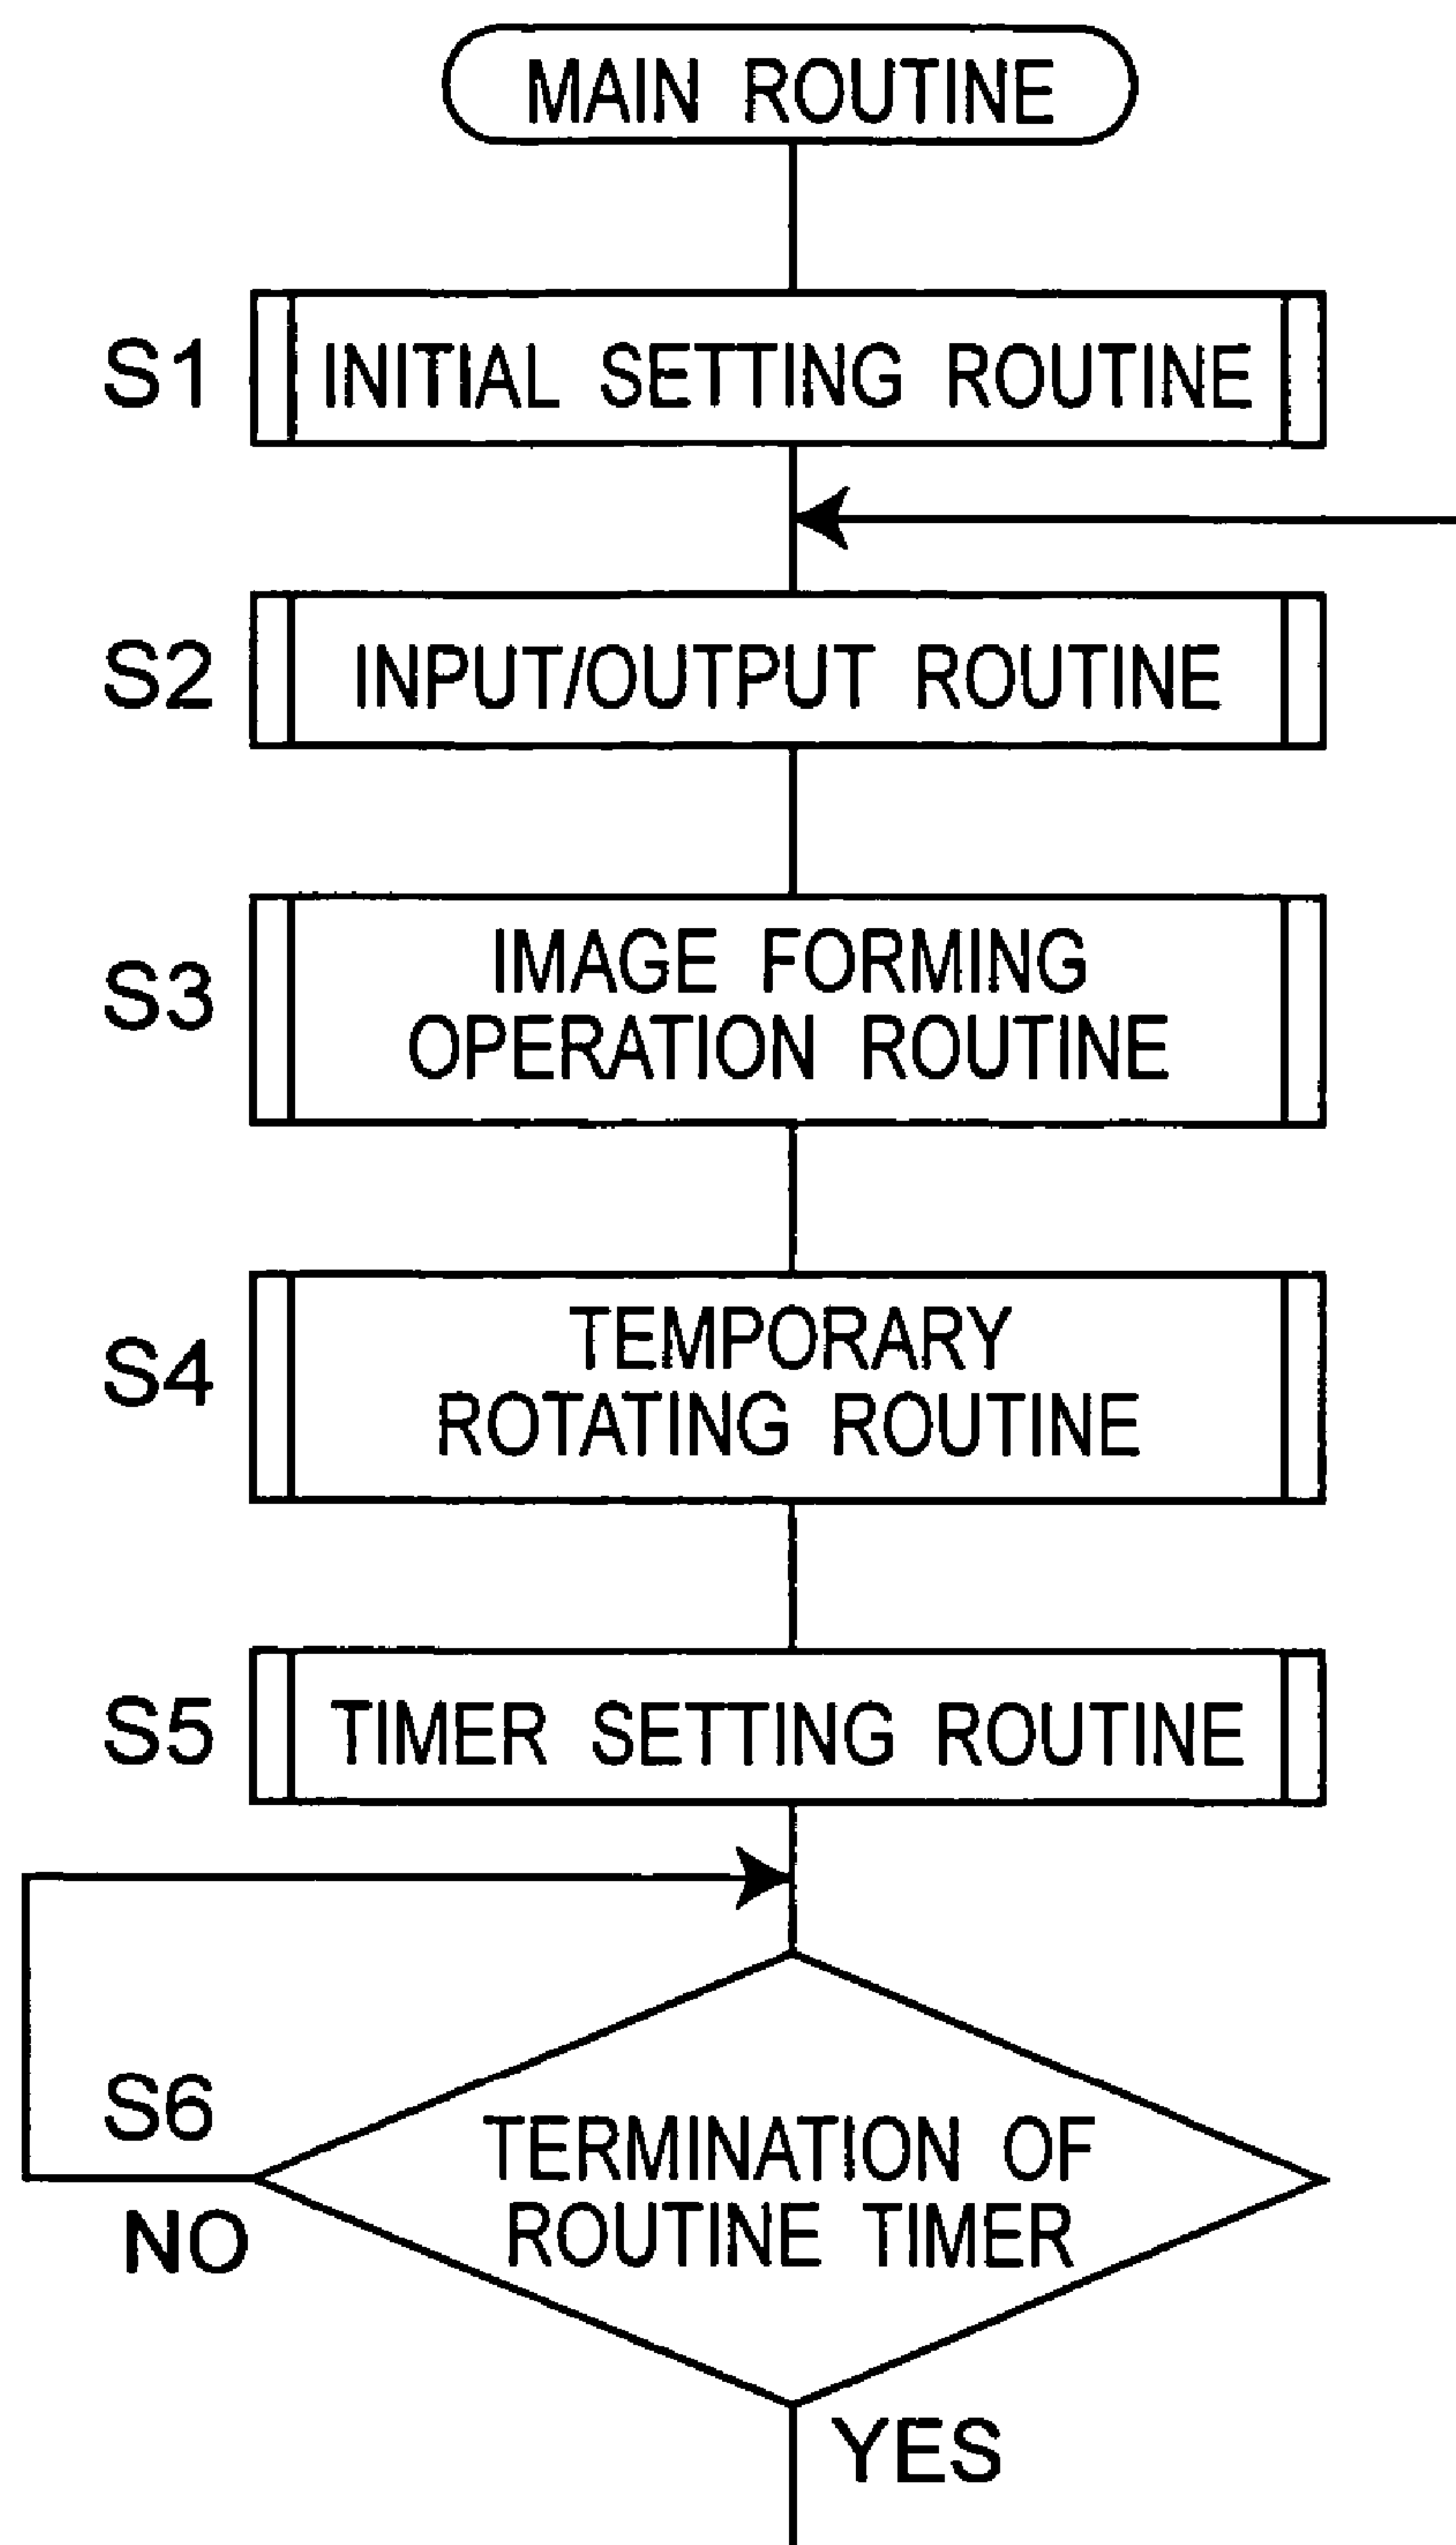 MAIN ROUTINE
S1
INITIAL SETTING ROUTINE
S2
INPUT/OUTPUT ROUTINE
S3
IMAGE FORMING
OPERATION ROUTINE
S4
TEMPORARY
ROTATING ROUTINE
S5
TIMER SETTING ROUTINE
S6
TERMINATION OF
ROUTINE TIMER
NO
YES